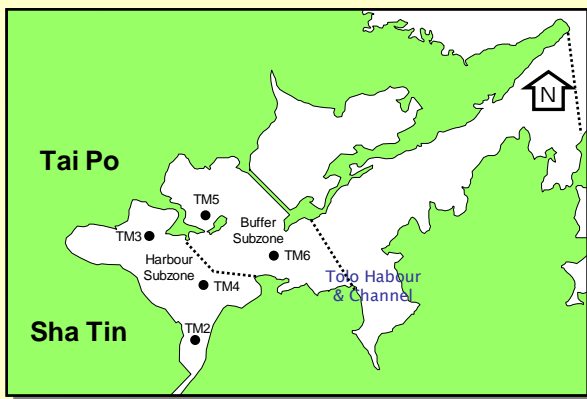 N
Tai Po
TM5
Buffer
Subzone
TM3
TM6
Harbour
Subzone
Tolo Habour
& Channel
TM4
Sha Tin
TM2